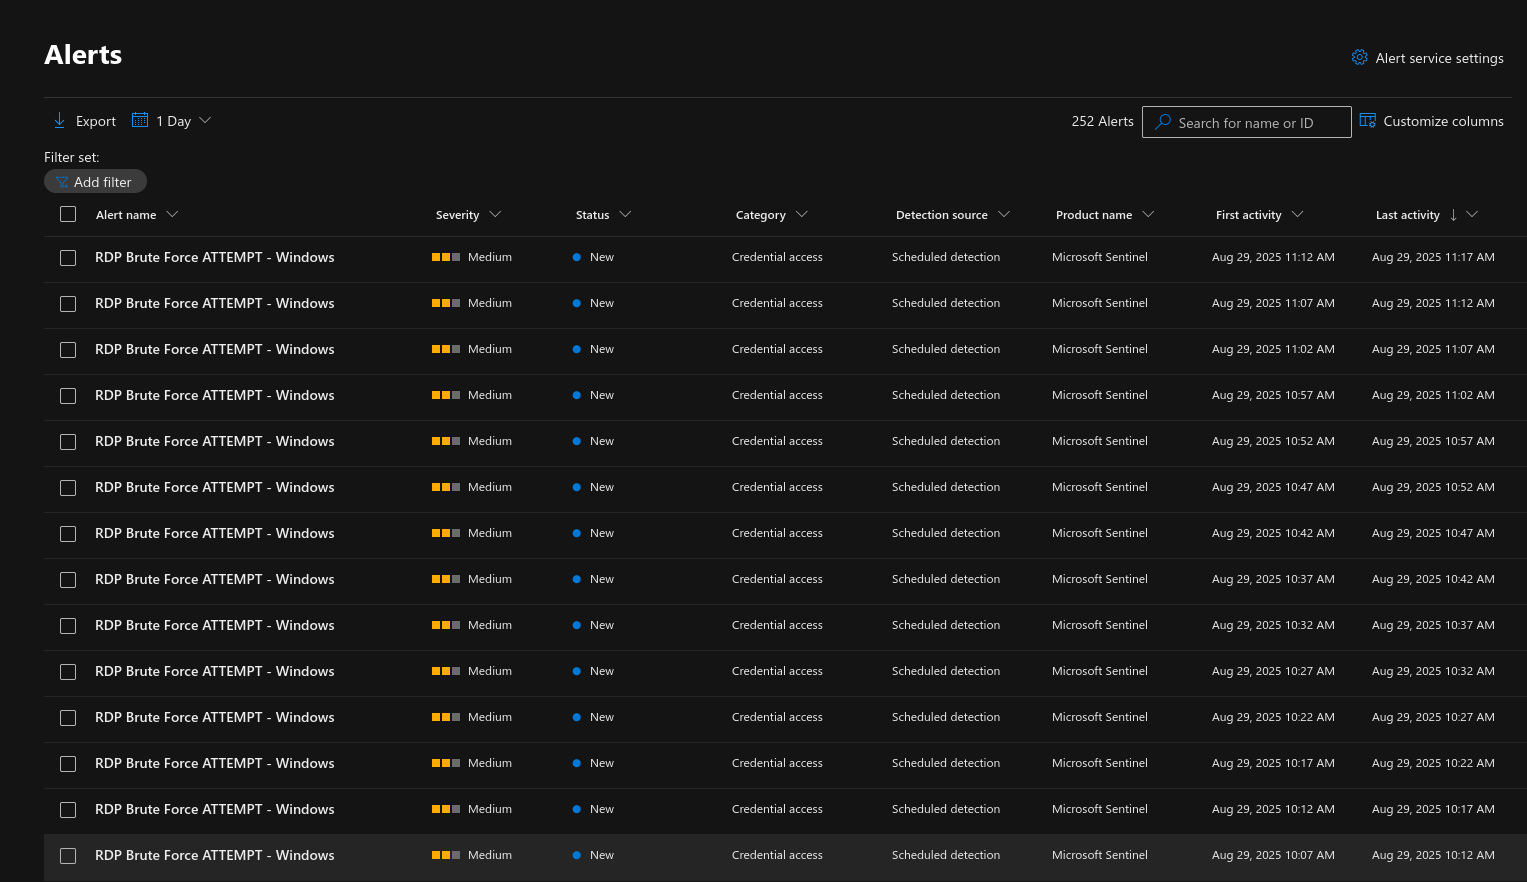 Alerts
Alert service settings
Export 1 Day 252 Alerts Search for name or ID Customize columns
Filter set:
Add filter
Alert name Severity Status Category Detection source Product name First activity Last activity ↓
RDP Brute Force ATTEMPT - Windows Medium New Credential access Scheduled detection Microsoft Sentinel Aug 29, 2025 11:12 AM Aug 29, 2025 11:17 AM
RDP Brute Force ATTEMPT - Windows Medium New Credential access Scheduled detection Microsoft Sentinel Aug 29, 2025 11:07 AM Aug 29, 2025 11:12 AM
RDP Brute Force ATTEMPT - Windows Medium New Credential access Scheduled detection Microsoft Sentinel Aug 29, 2025 11:02 AM Aug 29, 2025 11:07 AM
RDP Brute Force ATTEMPT - Windows Medium New Credential access Scheduled detection Microsoft Sentinel Aug 29, 2025 10:57 AM Aug 29, 2025 11:02 AM
RDP Brute Force ATTEMPT - Windows Medium New Credential access Scheduled detection Microsoft Sentinel Aug 29, 2025 10:52 AM Aug 29, 2025 10:57 AM
RDP Brute Force ATTEMPT - Windows Medium New Credential access Scheduled detection Microsoft Sentinel Aug 29, 2025 10:47 AM Aug 29, 2025 10:52 AM
RDP Brute Force ATTEMPT - Windows Medium New Credential access Scheduled detection Microsoft Sentinel Aug 29, 2025 10:42 AM Aug 29, 2025 10:47 AM
RDP Brute Force ATTEMPT - Windows Medium New Credential access Scheduled detection Microsoft Sentinel Aug 29, 2025 10:37 AM Aug 29, 2025 10:42 AM
RDP Brute Force ATTEMPT - Windows Medium New Credential access Scheduled detection Microsoft Sentinel Aug 29, 2025 10:32 AM Aug 29, 2025 10:37 AM
RDP Brute Force ATTEMPT - Windows Medium New Credential access Scheduled detection Microsoft Sentinel Aug 29, 2025 10:27 AM Aug 29, 2025 10:32 AM
RDP Brute Force ATTEMPT - Windows Medium New Credential access Scheduled detection Microsoft Sentinel Aug 29, 2025 10:22 AM Aug 29, 2025 10:27 AM
RDP Brute Force ATTEMPT - Windows Medium New Credential access Scheduled detection Microsoft Sentinel Aug 29, 2025 10:17 AM Aug 29, 2025 10:22 AM
RDP Brute Force ATTEMPT - Windows Medium New Credential access Scheduled detection Microsoft Sentinel Aug 29, 2025 10:12 AM Aug 29, 2025 10:17 AM
RDP Brute Force ATTEMPT - Windows Medium New Credential access Scheduled detection Microsoft Sentinel Aug 29, 2025 10:07 AM Aug 29, 2025 10:12 AM